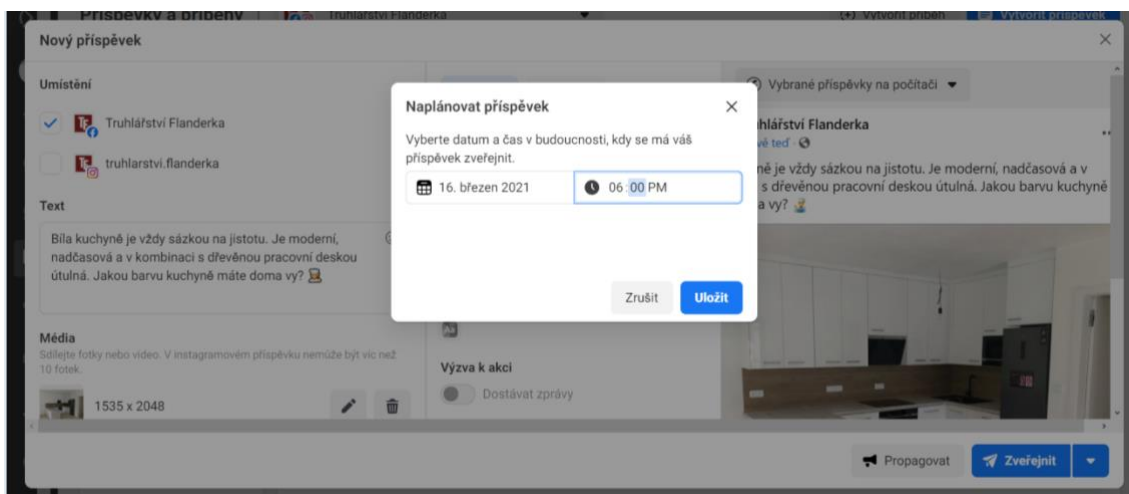 Příspěvky a příběhy
Truhlářství Flanderka
Vytvořit příběh
Vytvořit příspěvek
Nový příspěvek
Umístění
Truhlářství Flanderka
truhlarstvi.flanderka
Text
Bíla kuchyně je vždy sázkou na jistotu. Je moderní,
nadčasová a v kombinaci s dřevěnou pracovní deskou
útulná. Jakou barvu kuchyně máte doma vy?
Média
Sdílejte fotky nebo video. V instagramovém příspěvku nemůže být víc než
10 fotek.
1535 x 2048
Naplánovat příspěvek
Vyberte datum a čas v budoucnosti, kdy se má váš
příspěvek zveřejnit.
16. březen 2021
06:00 PM
Zrušit
Uložit
Výzva k akci
Dostávat zprávy
Vybrané příspěvky na počítači
hlářství Flanderka
vě teď
ně je vždy sázkou na jistotu. Je moderní, nadčasová a v
s dřevěnou pracovní deskou útulná. Jakou barvu kuchyně
a vy?
Propagovat
Zveřejnit